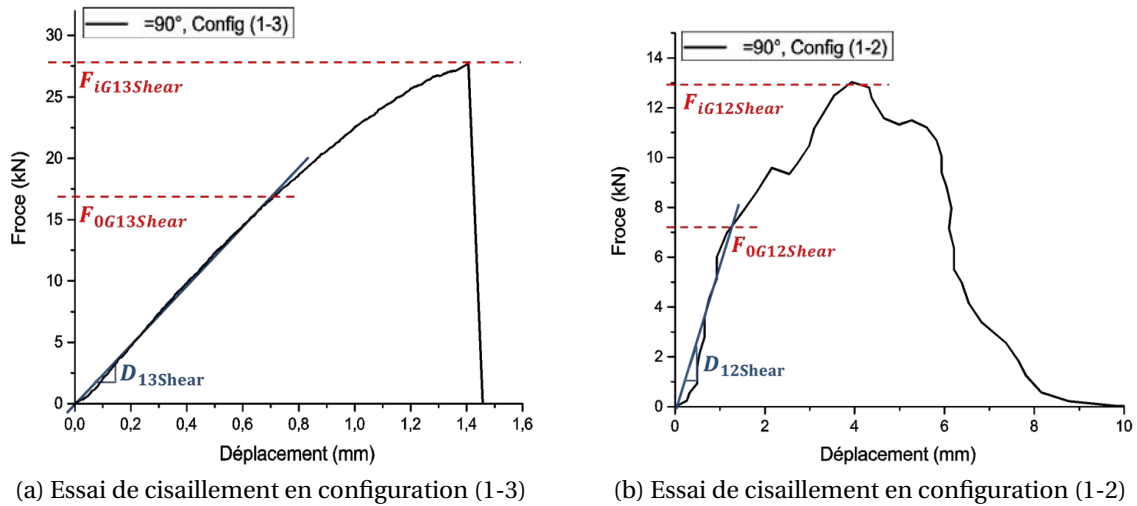 =90°, Config (1-3)
30
25
20
15
10
5
0
Froce (kN)
F_iG13Shear
F_0G13Shear
D_13Shear
0,0 0,2 0,4 0,6 0,8 1,0 1,2 1,4 1,6
Déplacement (mm)
(a) Essai de cisaillement en configuration (1-3)
=90°, Config (1-2)
14
12
10
8
6
4
2
0
Froce (kN)
F_iG12Shear
F_0G12Shear
D_12Shear
0 2 4 6 8 10
Déplacement (mm)
(b) Essai de cisaillement en configuration (1-2)